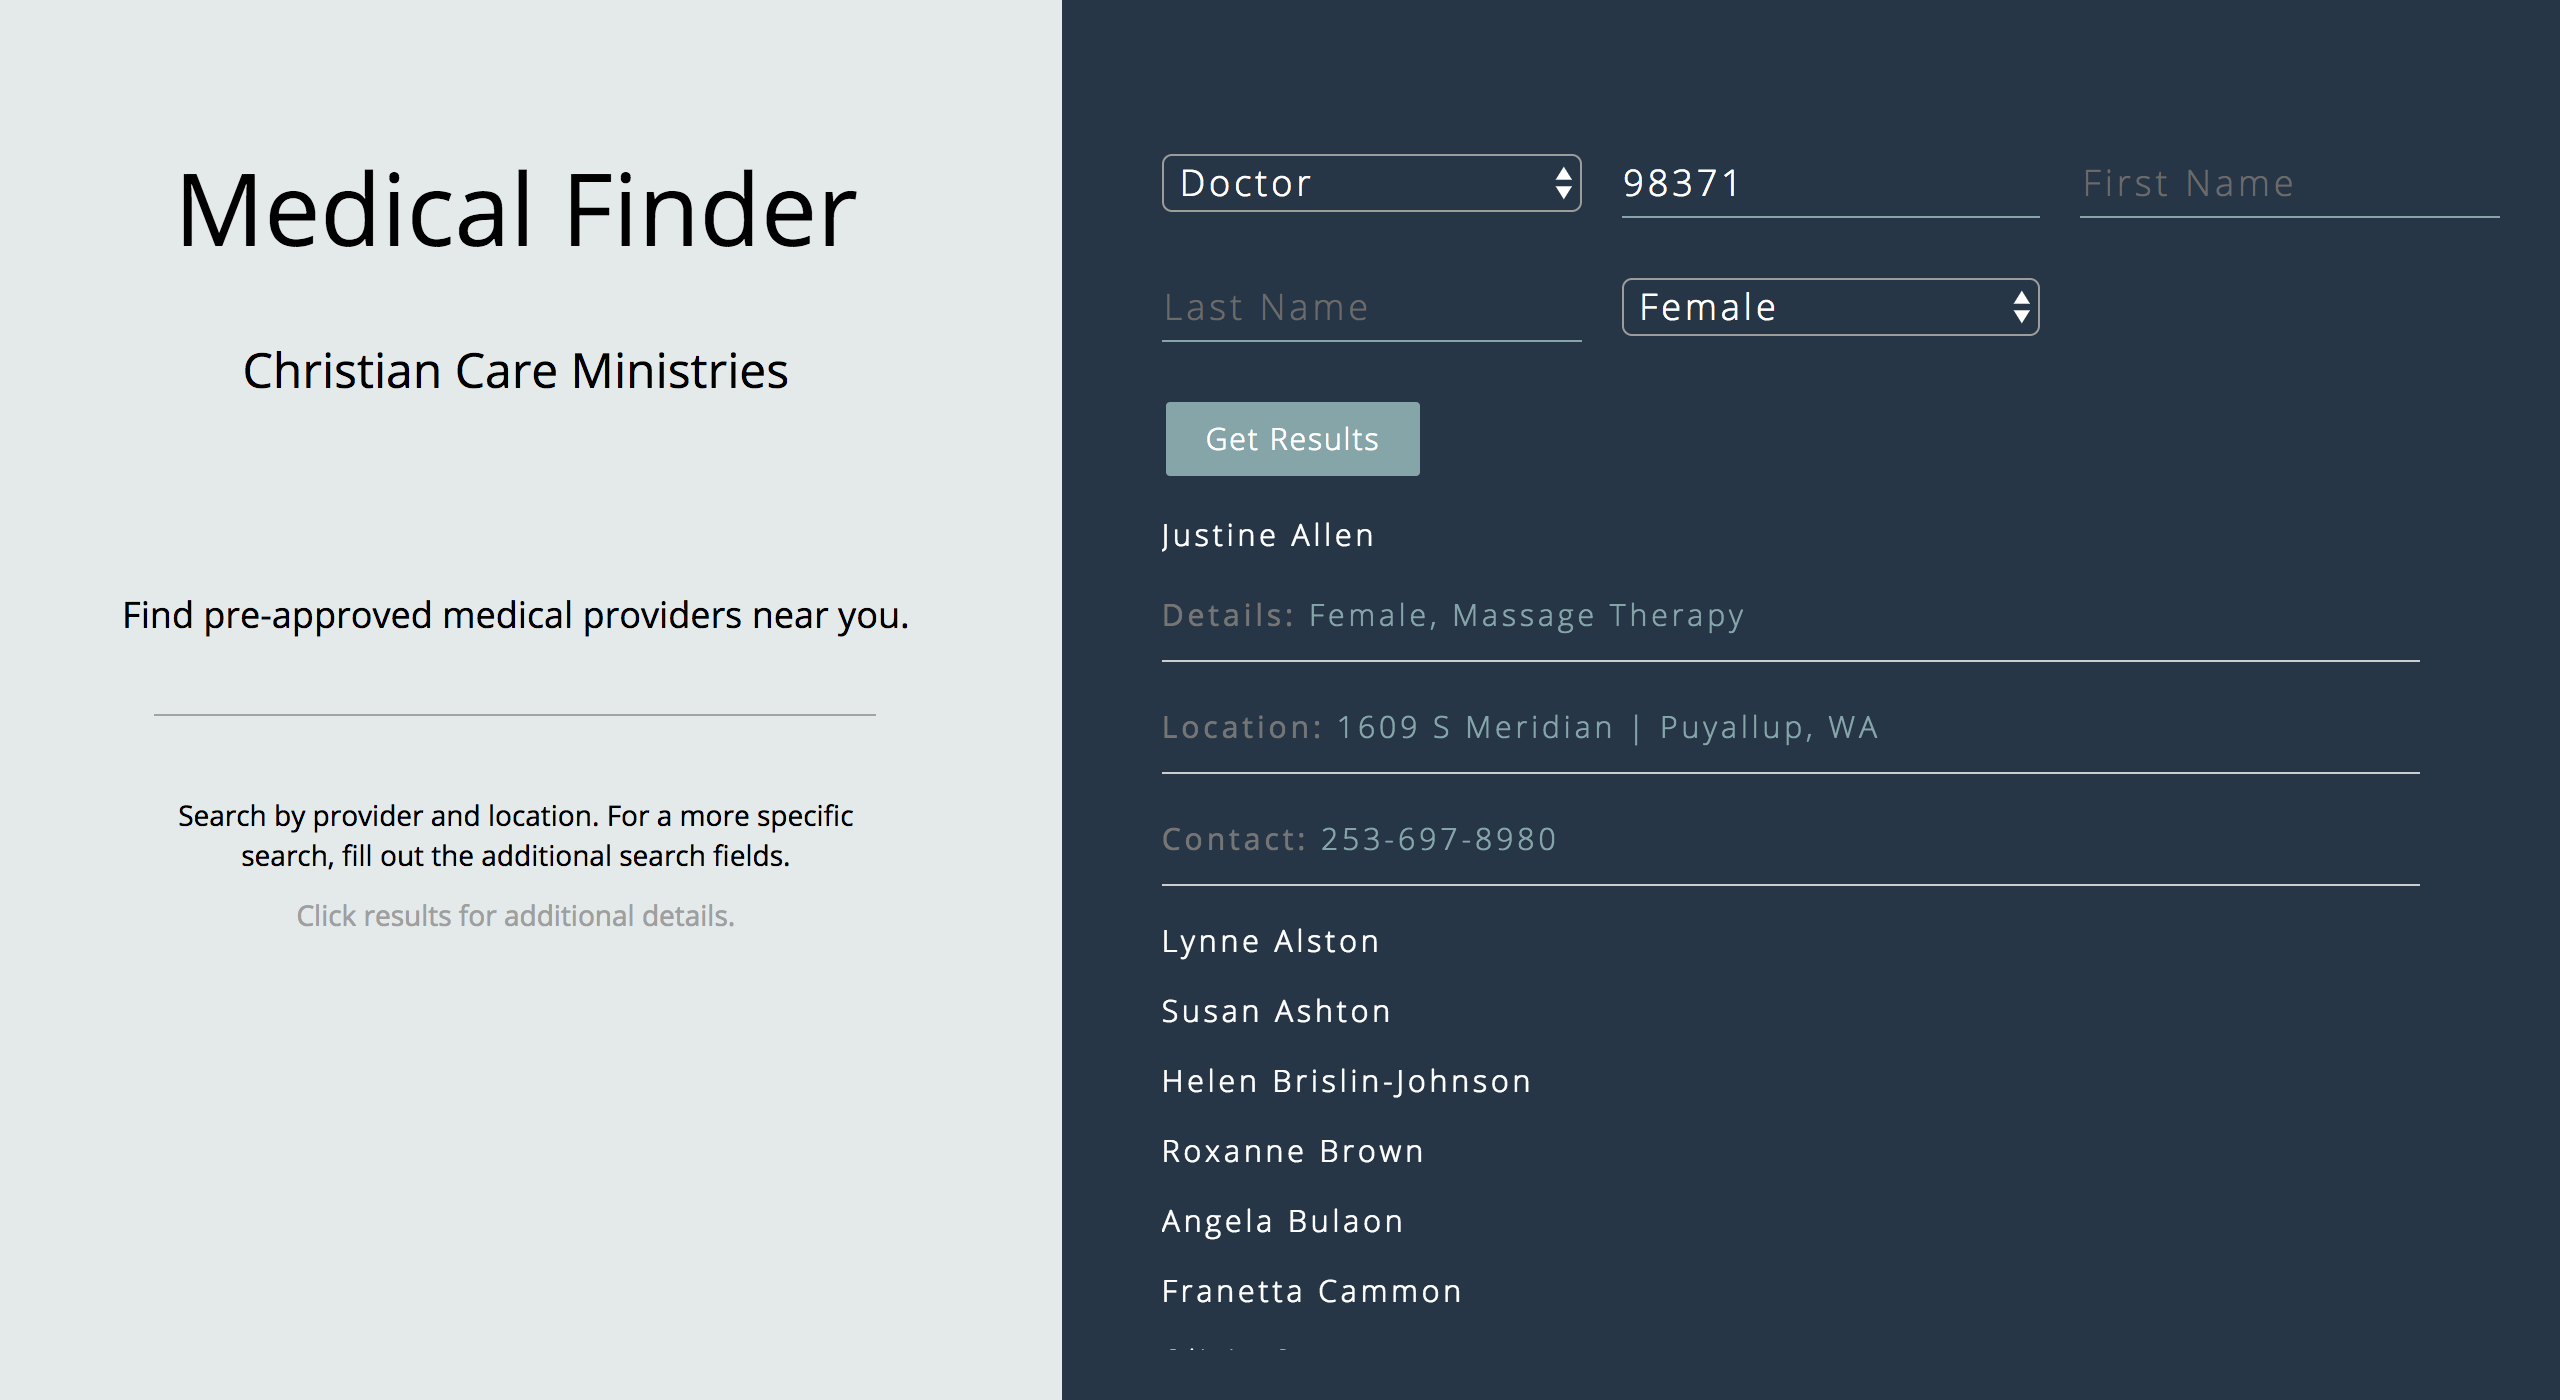 Medical Finder
Christian Care Ministries
Find pre-approved medical providers near you.
Search by provider and location. For a more specific
search, fill out the additional search fields.
Click results for additional details.
Doctor 98371 First Name
Last Name Female
Get Results
Justine Allen
Details: Female, Massage Therapy
Location: 1609 S Meridian | Puyallup, WA
Contact: 253-697-8980
Lynne Alston
Susan Ashton
Helen Brislin-Johnson
Roxanne Brown
Angela Bulaon
Franetta Cammon